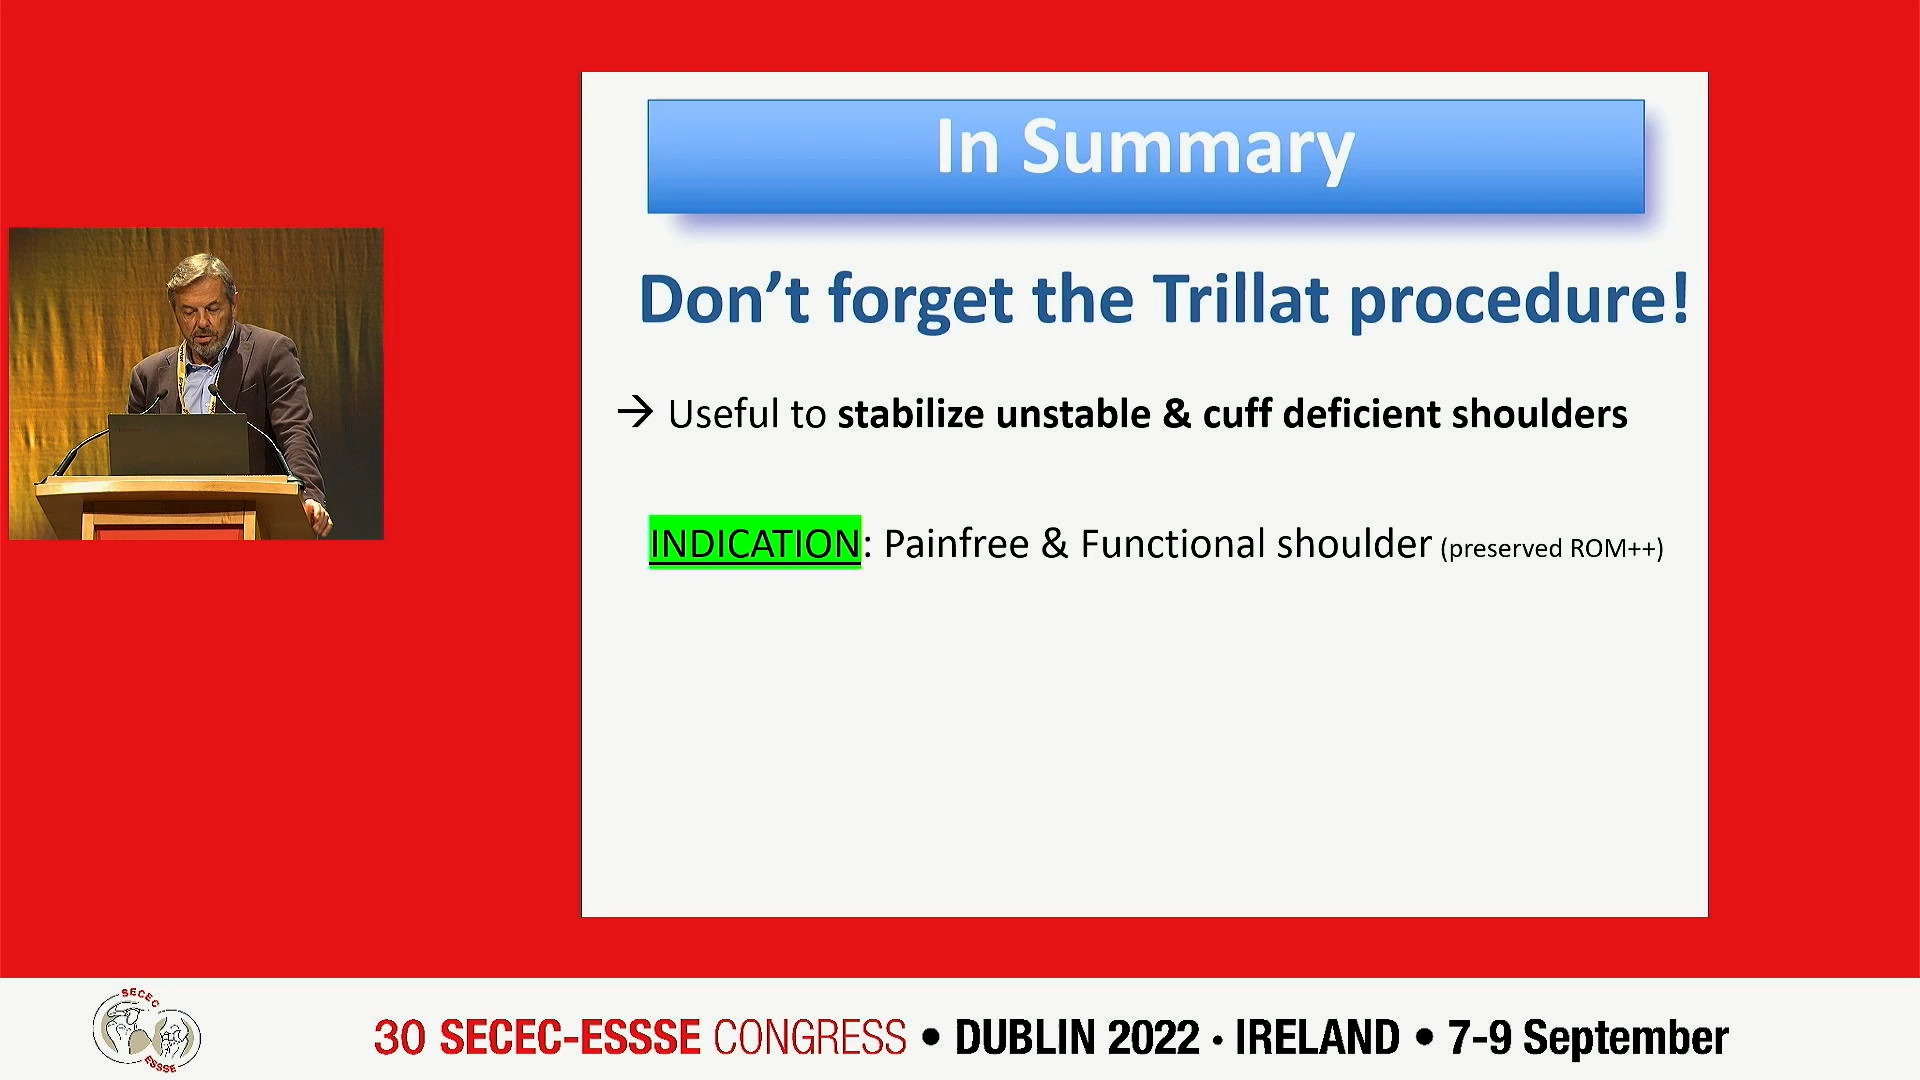 In Summary
Don’t forget the Trillat procedure!
→ Useful to stabilize unstable & cuff deficient shoulders
INDICATION: Painfree & Functional shoulder (preserved ROM++)
SECEC
ESSSE
30 SECEC-ESSSE CONGRESS • DUBLIN 2022 • IRELAND • 7-9 September